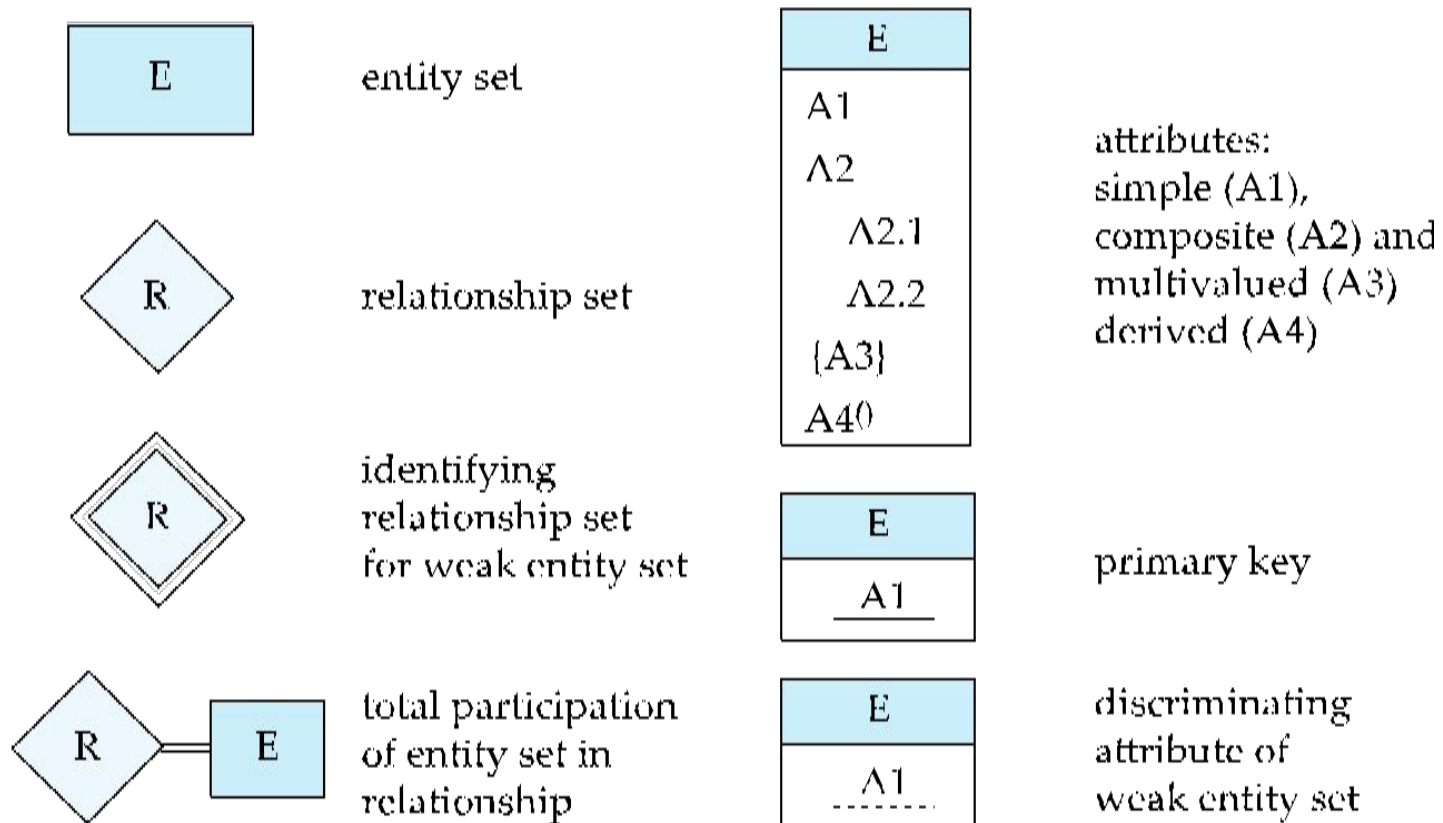 E
entity set
R
relationship set
R
identifying
relationship set
for weak entity set
R
E
total participation
of entity set in
relationship
E
A1
A2
A2.1
A2.2
{A3}
A4()
attributes:
simple (A1),
composite (A2) and
multivalued (A3)
derived (A4)
E
A1
primary key
E
A1
discriminating
attribute of
weak entity set